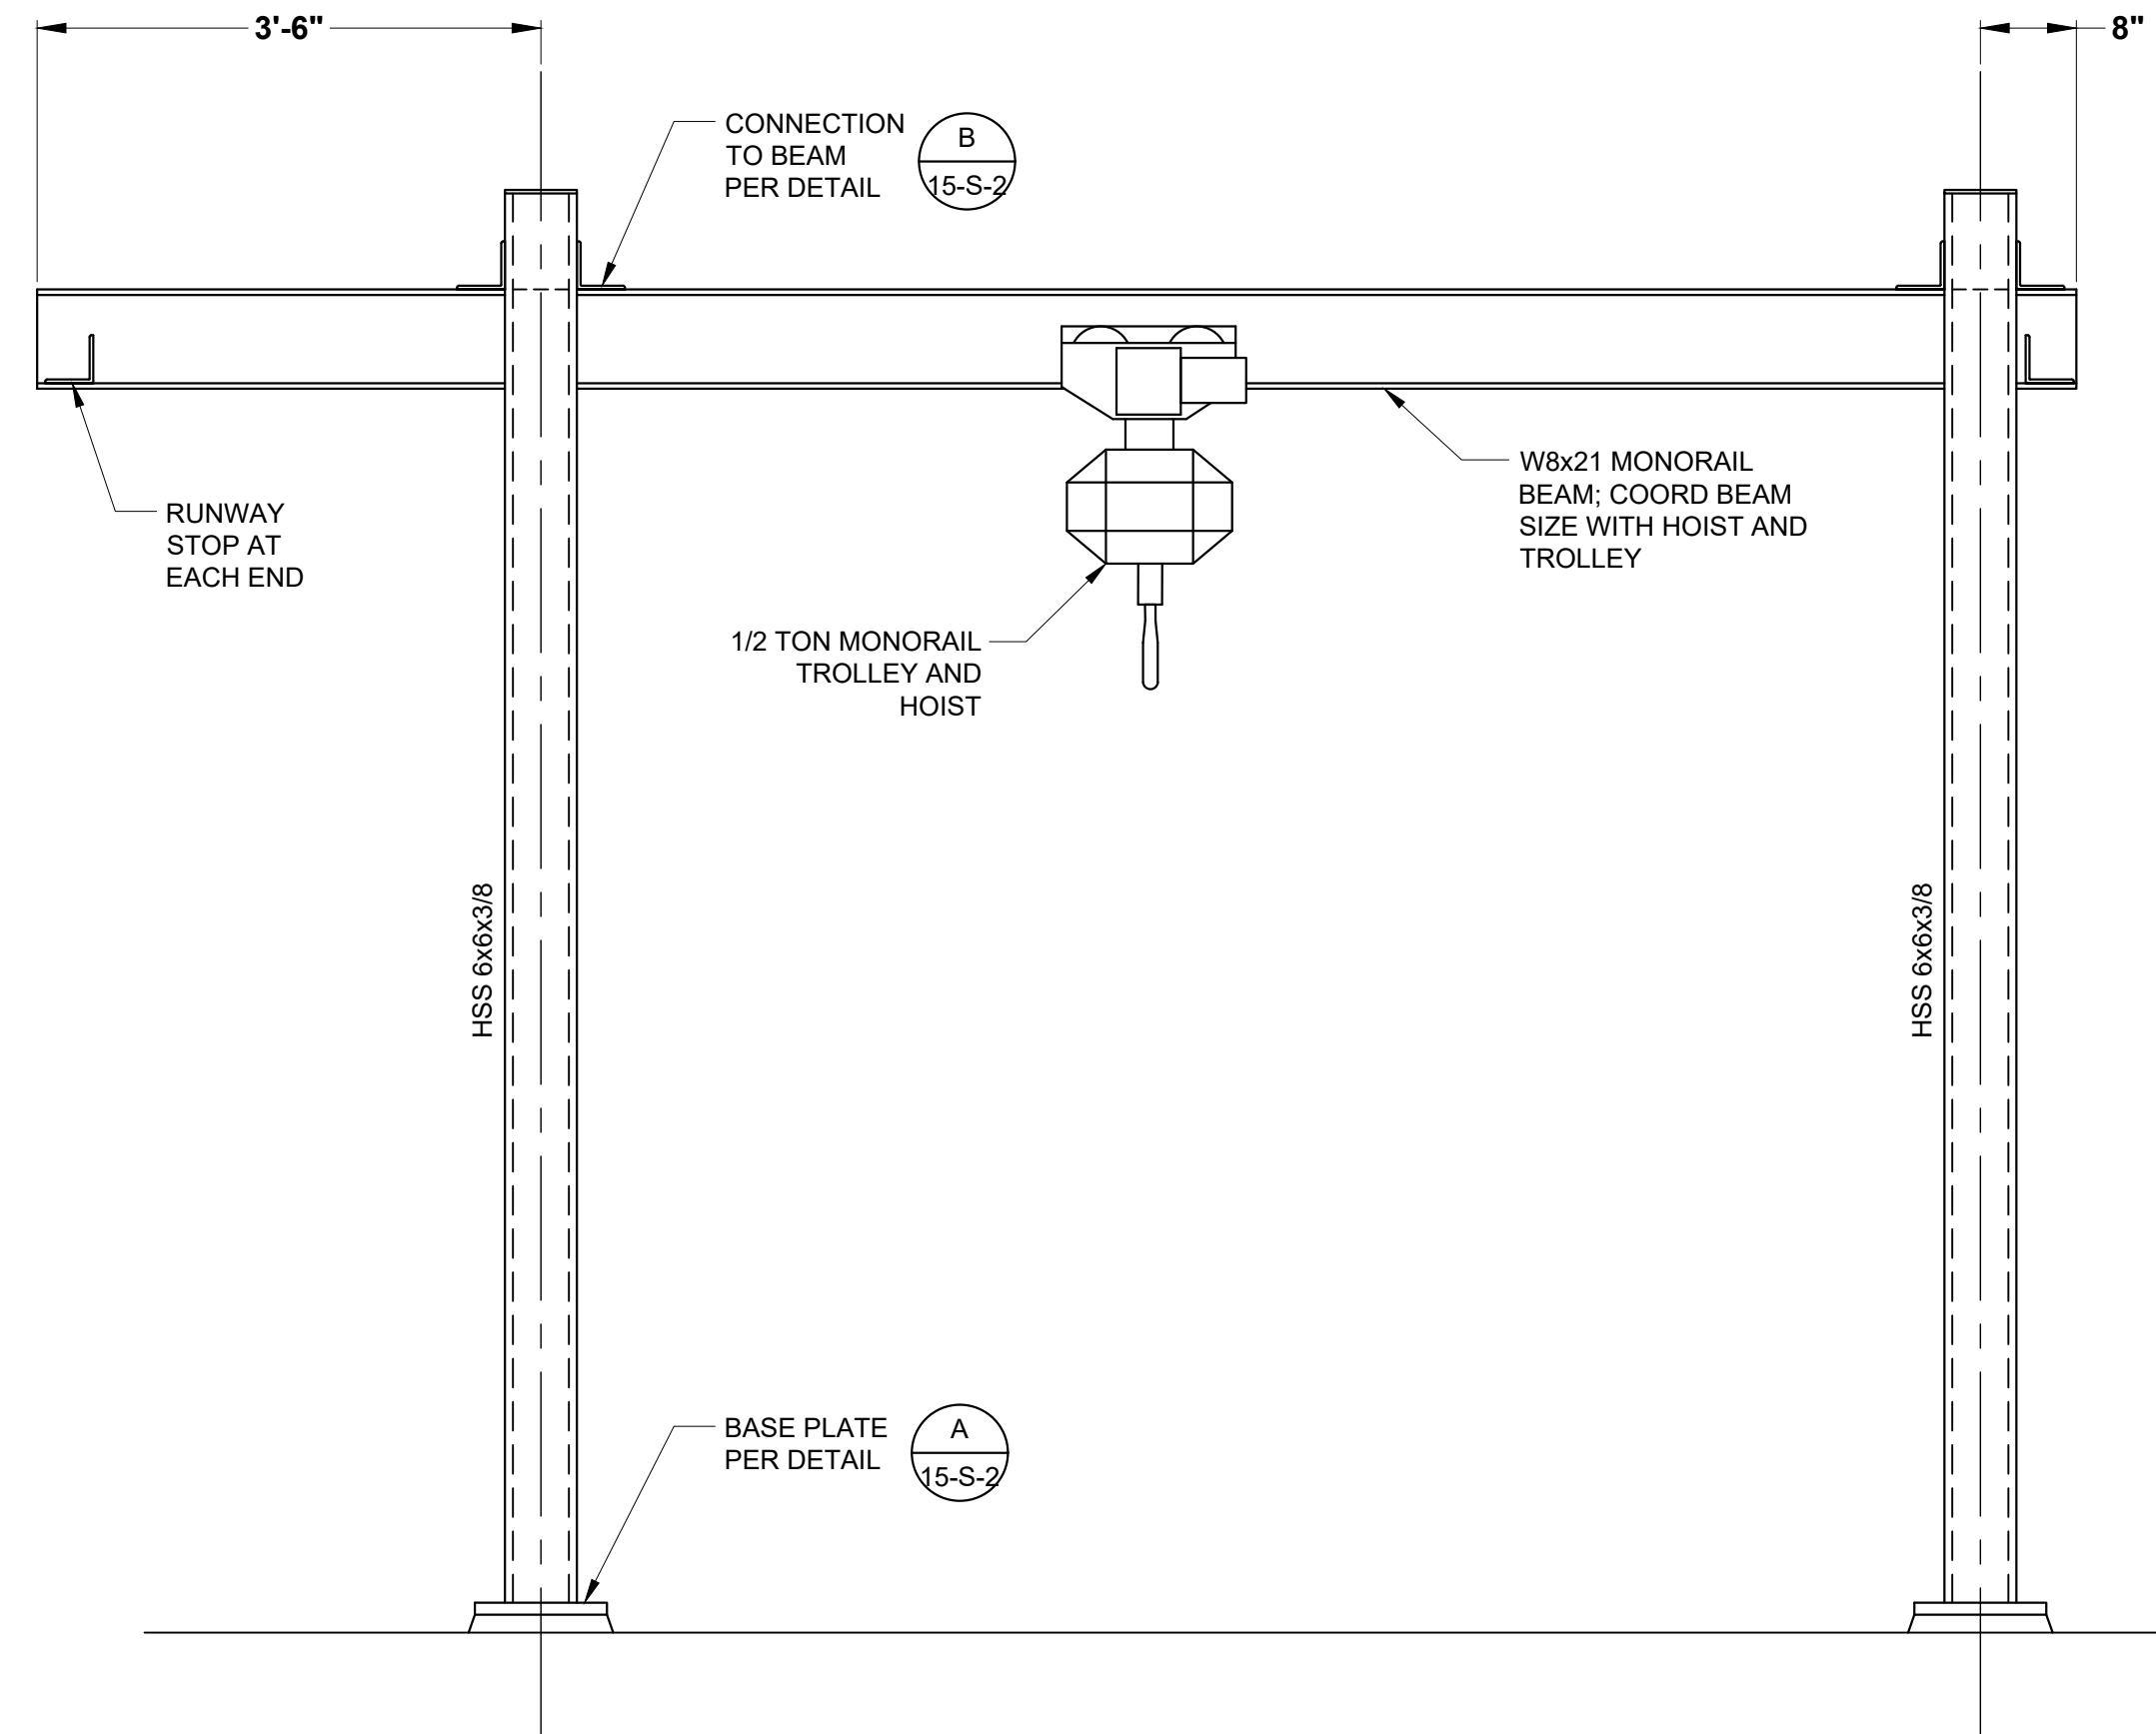 3'-6"
8"
CONNECTION
TO BEAM
PER DETAIL
B
15-S-2
RUNWAY
STOP AT
EACH END
W8x21 MONORAIL
BEAM; COORD BEAM
SIZE WITH HOIST AND
TROLLEY
1/2 TON MONORAIL
TROLLEY AND
HOIST
HSS 6x6x3/8
HSS 6x6x3/8
BASE PLATE
PER DETAIL
A
15-S-2